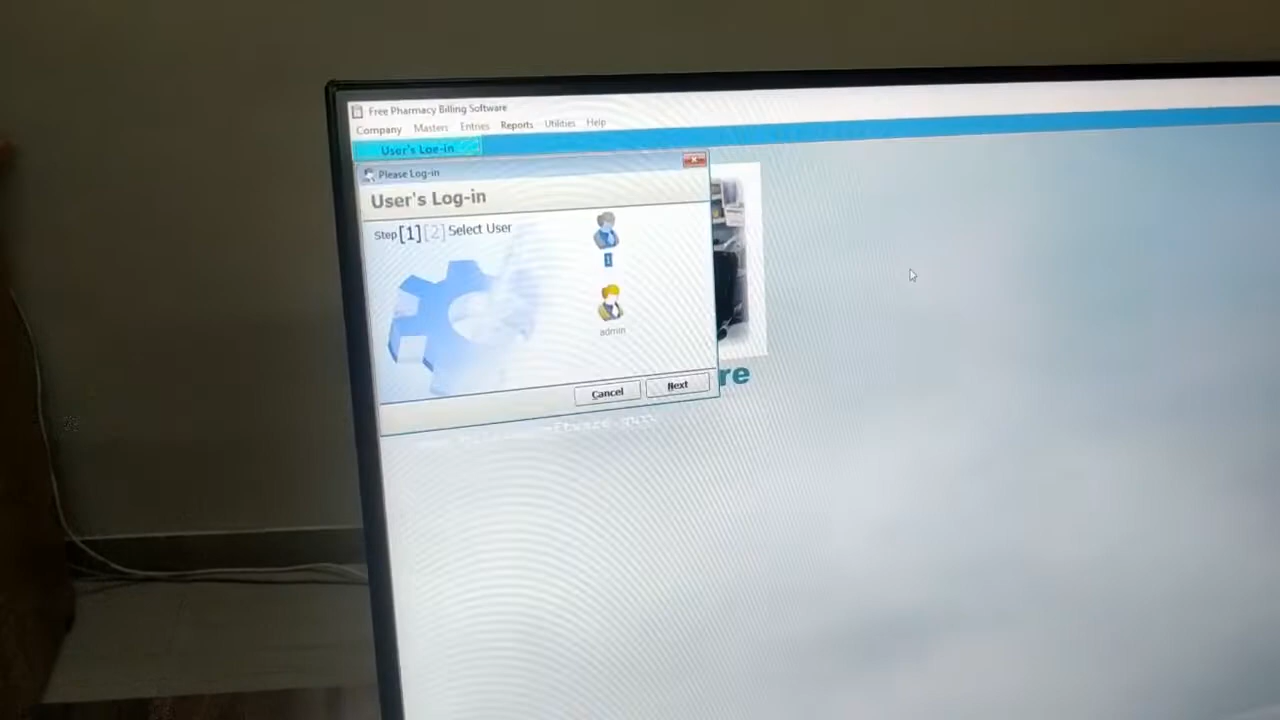 Free Pharmacy Billing Software
Company Masters Entries Reports Utilities Help
User's Log-in
Please Log-in
User's Log-in
Step [1] [2] Select User
1
admin
re
Cancel Next